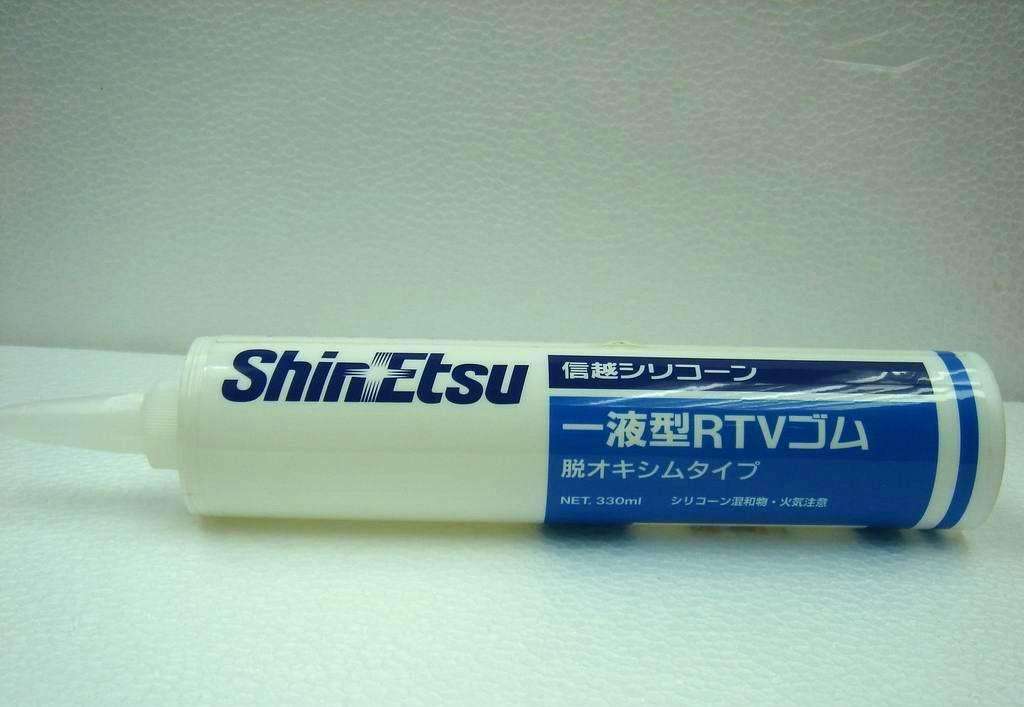 ShinEtsu
信越シリコーン
一液型RTVゴム
脱オキシムタイプ
NET. 330ml シリコーン混和物・火気注意